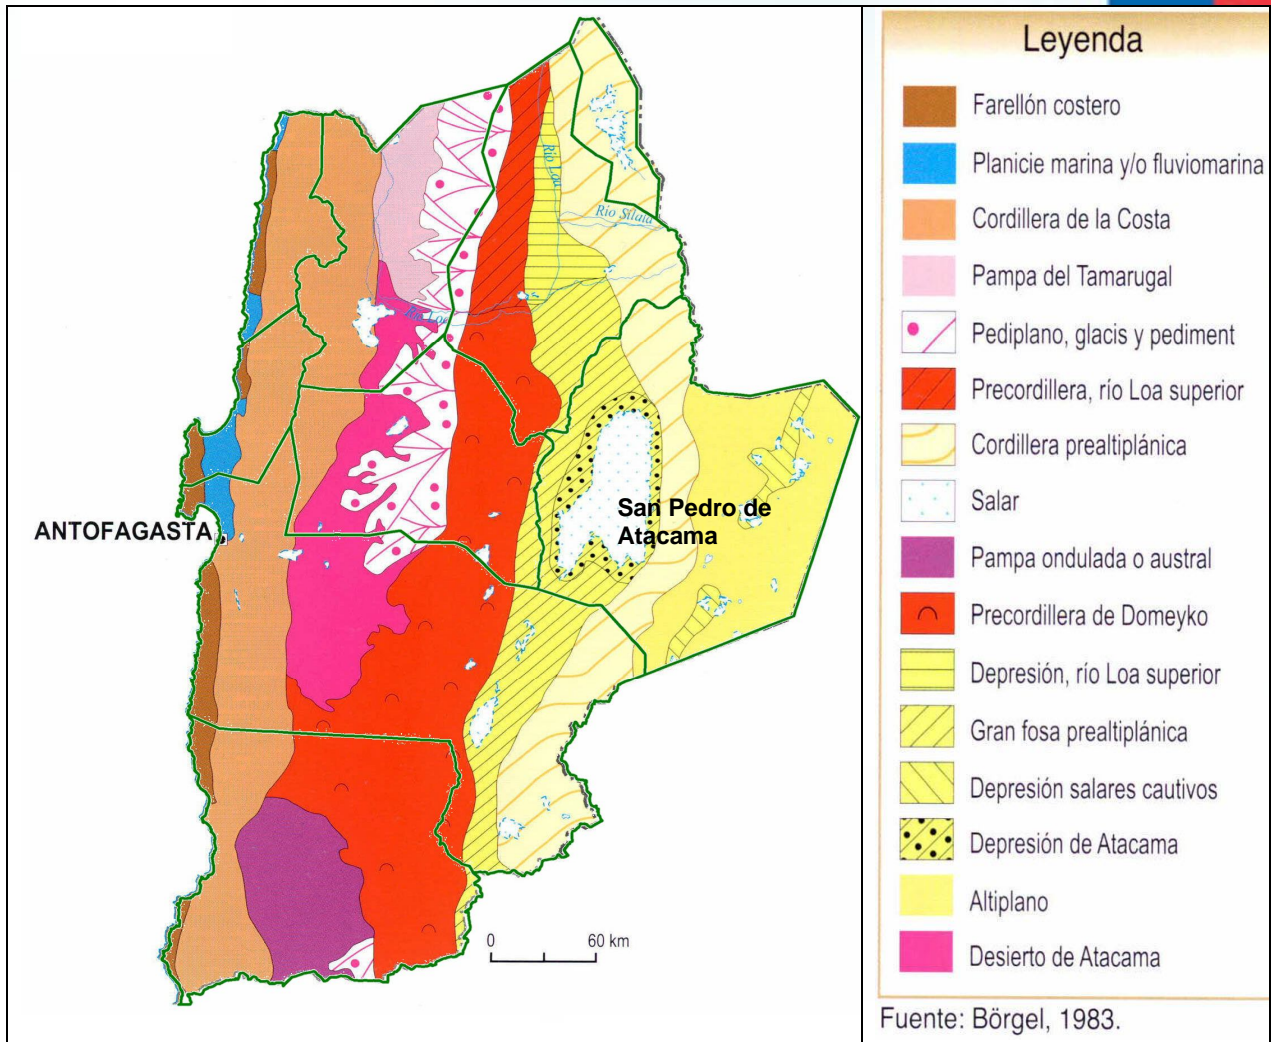 Río Loa
Río Silala
Río Loa
San Pedro de
Atacama
ANTOFAGASTA
0 60 km
Leyenda
Farellón costero
Planicie marina y/o fluviomarina
Cordillera de la Costa
Pampa del Tamarugal
Pediplano, glacis y pediment
Precordillera, río Loa superior
Cordillera prealtiplánica
Salar
Pampa ondulada o austral
Precordillera de Domeyko
Depresión, río Loa superior
Gran fosa prealtiplánica
Depresión salares cautivos
Depresión de Atacama
Altiplano
Desierto de Atacama
Fuente: Börgel, 1983.